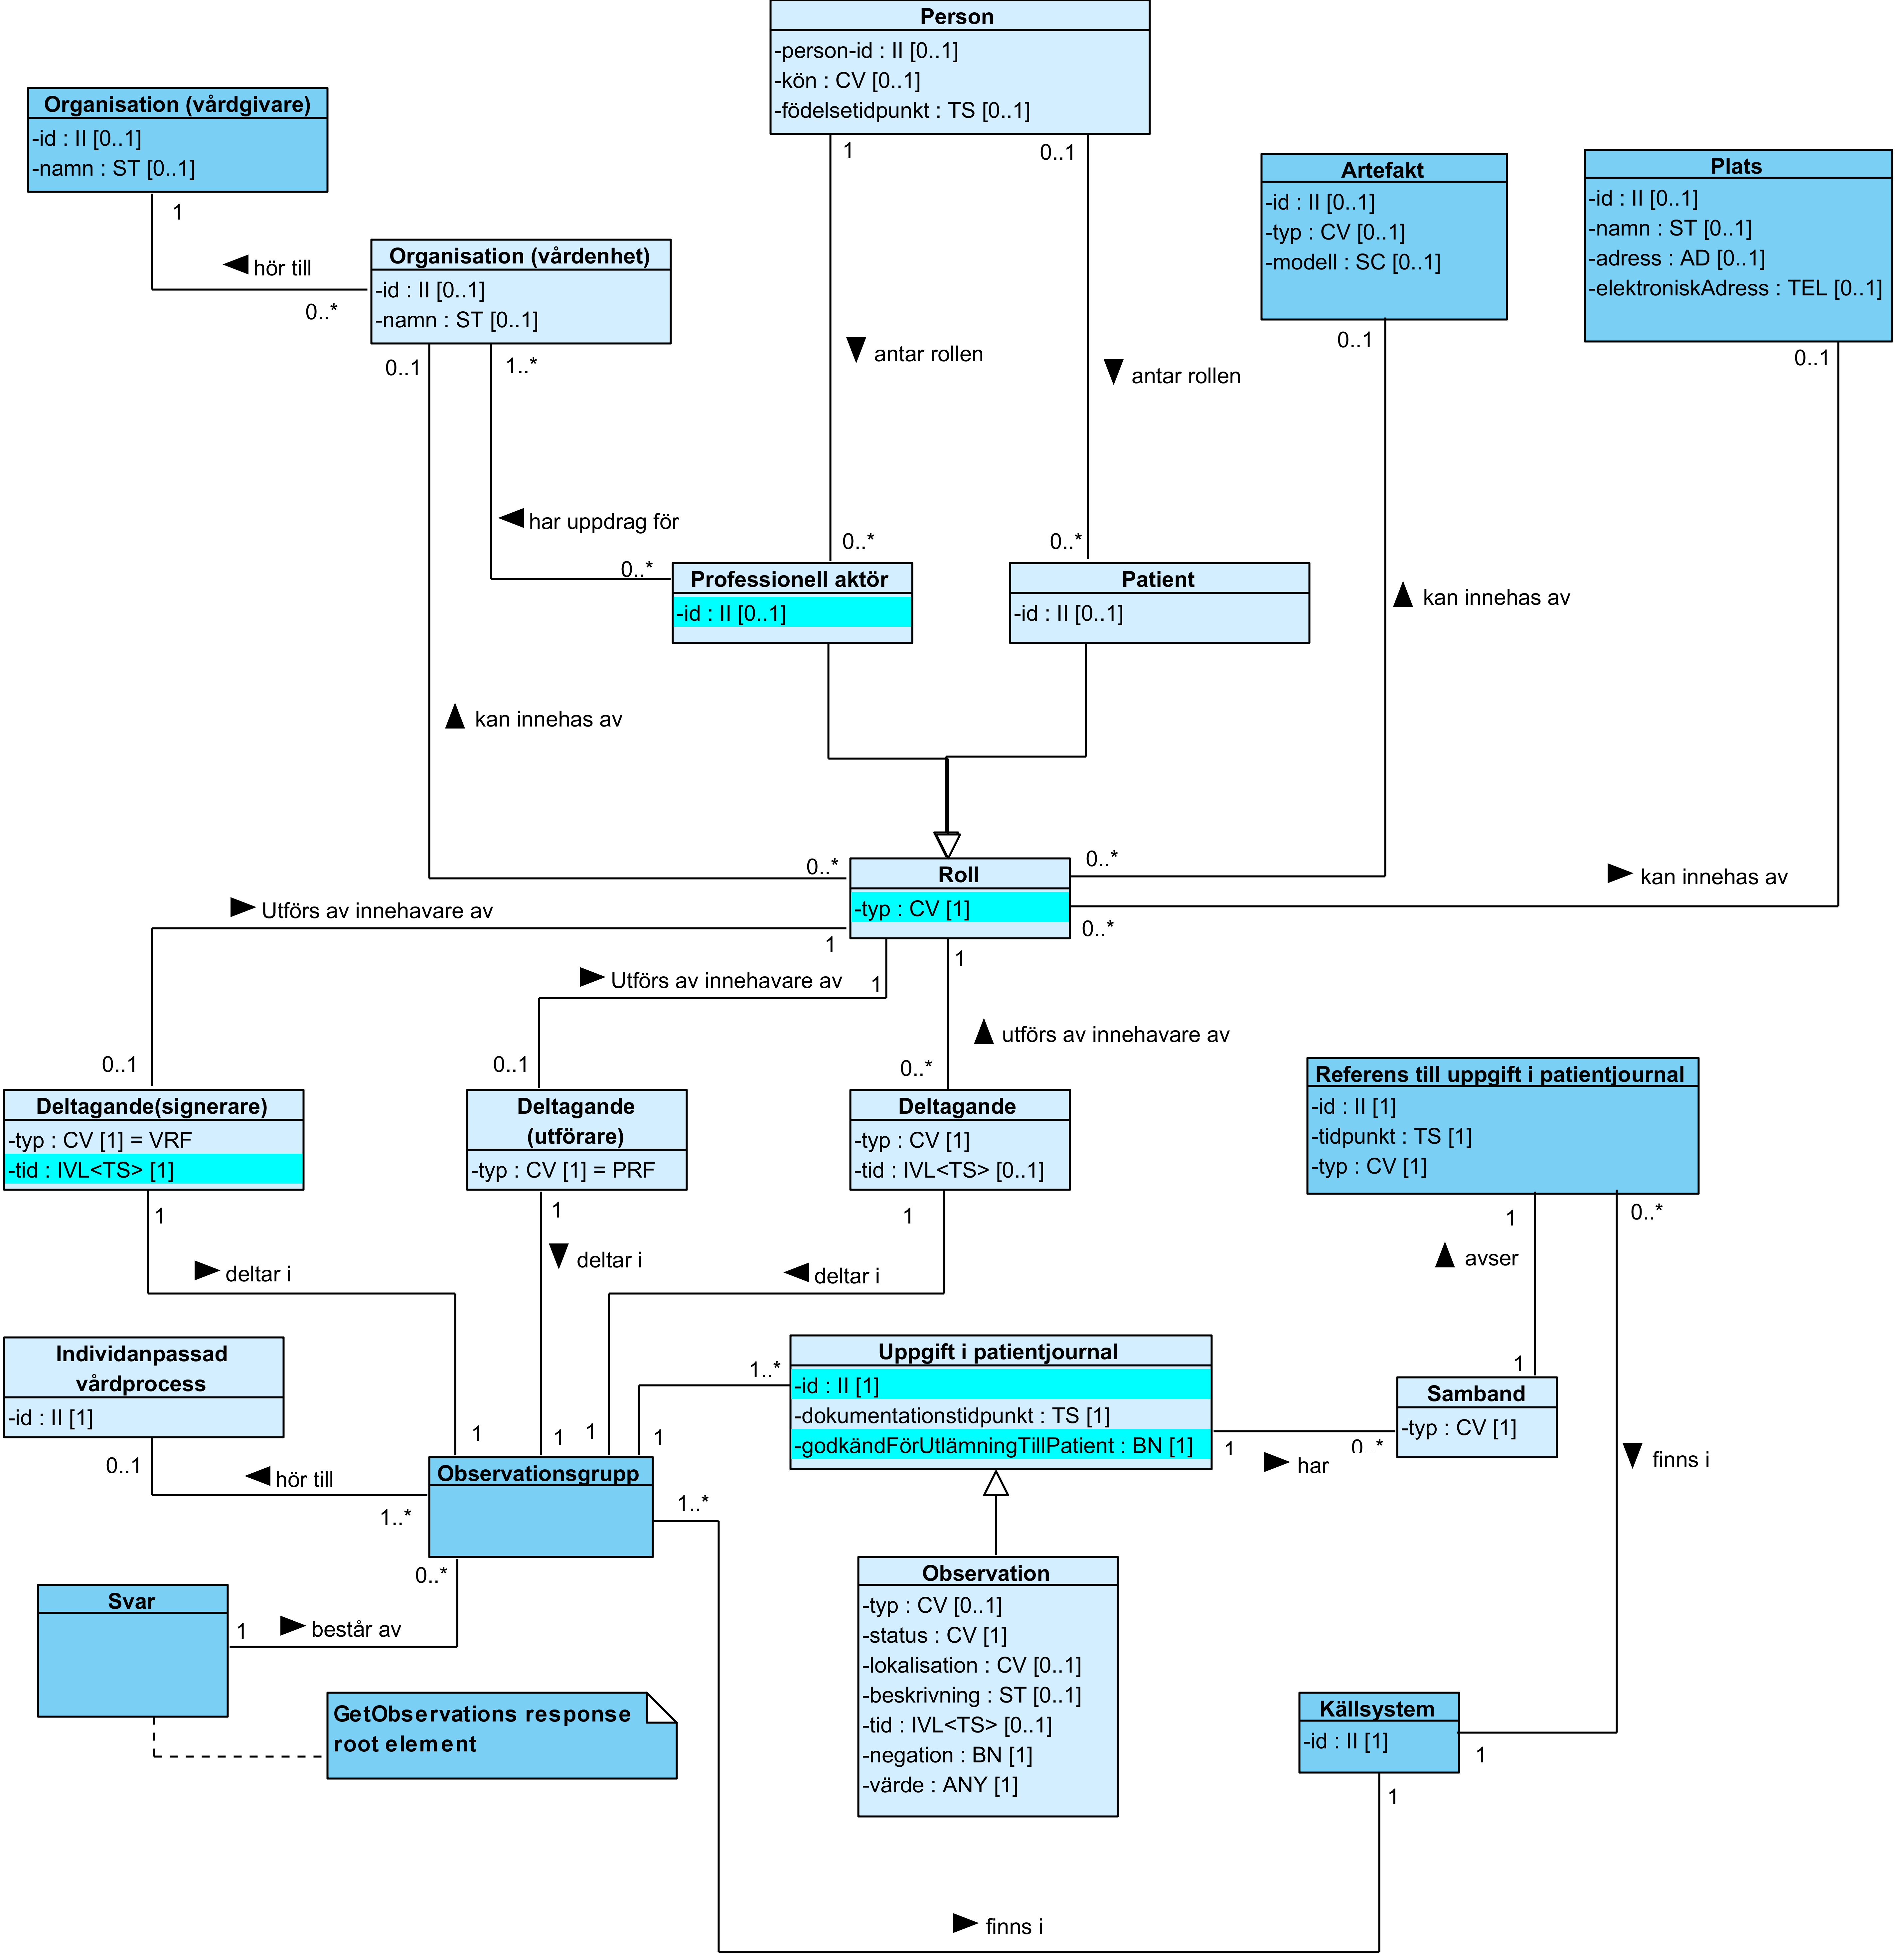 Person
-person-id : II [0..1]
-kön : CV [0..1]
-födelsetidpunkt : TS [0..1]
Organisation (vårdgivare)
-id : II [0..1]
-namn : ST [0..1]
1
0..1
Artefakt
-id : II [0..1]
-typ : CV [0..1]
-modell : SC [0..1]
Plats
-id : II [0..1]
-namn : ST [0..1]
-adress : AD [0..1]
-elektroniskAdress : TEL [0..1]
1
hör till
0..*
Organisation (vårdenhet)
-id : II [0..1]
-namn : ST [0..1]
0..1
1..*
antar rollen
antar rollen
0..1
0..1
har uppdrag för
0..*
0..*
0..*
Professionell aktör
-id : II [0..1]
Patient
-id : II [0..1]
kan innehas av
kan innehas av
0..*
0..*
Roll
-typ : CV [1]
kan innehas av
0..*
Utförs av innehavare av
1
Utförs av innehavare av
1
1
utförs av innehavare av
0..1
0..1
0..*
Deltagande(signerare)
-typ : CV [1] = VRF
-tid : IVL<TS> [1]
Deltagande
(utförare)
-typ : CV [1] = PRF
Deltagande
-typ : CV [1]
-tid : IVL<TS> [0..1]
Referens till uppgift i patientjournal
-id : II [1]
-tidpunkt : TS [1]
-typ : CV [1]
1
1
1
1
0..*
deltar i
deltar i
deltar i
avser
Individanpassad
vårdprocess
-id : II [1]
1..*
Uppgift i patientjournal
-id : II [1]
-dokumentationstidpunkt : TS [1]
-godkändFörUtlämningTillPatient : BN [1]
1
Samband
-typ : CV [1]
1
1
1
1
0..1
hör till
1..*
Observationsgrupp
1..*
1
0..*
har
finns i
0..*
Svar
1
består av
GetObservations response
root element
Observation
-typ : CV [0..1]
-status : CV [1]
-lokalisation : CV [0..1]
-beskrivning : ST [0..1]
-tid : IVL<TS> [0..1]
-negation : BN [1]
-värde : ANY [1]
Källsystem
-id : II [1]
1
1
finns i